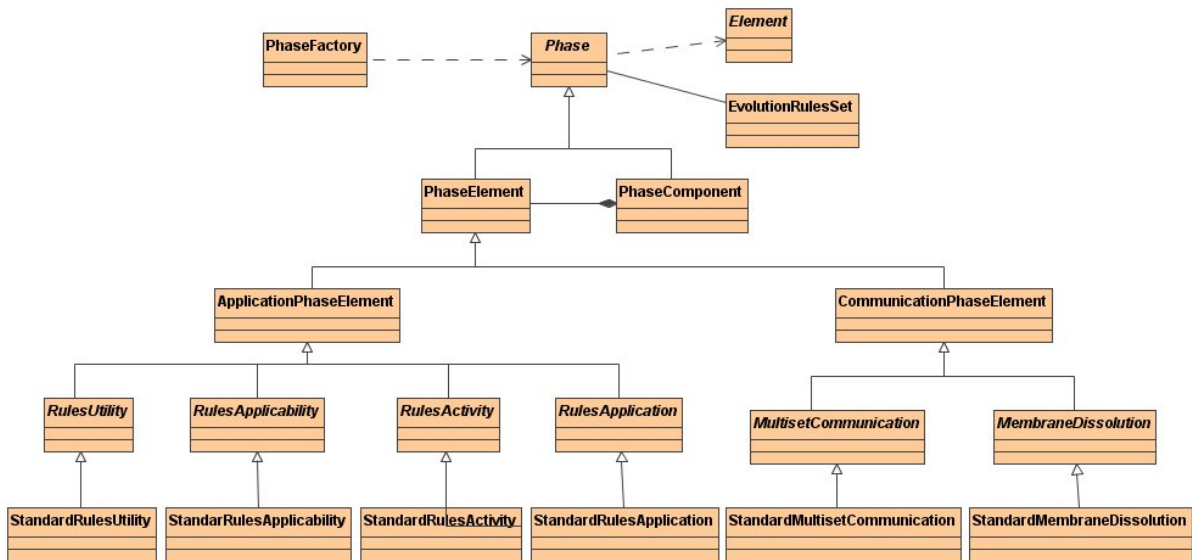 Element
PhaseFactory
Phase
EvolutionRulesSet
PhaseElement
PhaseComponent
ApplicationPhaseElement
CommunicationPhaseElement
RulesUtility
RulesApplicability
RulesActivity
RulesApplication
MultisetCommunication
MembraneDissolution
StandardRulesUtility
StandarRulesApplicability
StandardRulesActivity
StandardRulesApplication
StandardMultisetCommunication
StandardMembraneDissolution